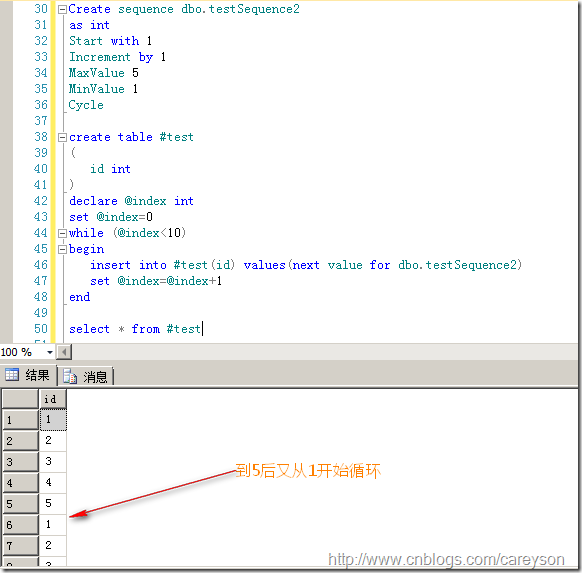 30 Create sequence dbo.testSequence2
31 as int
32 Start with 1
33 Increment by 1
34 MaxValue 5
35 MinValue 1
36 Cycle
37
38 create table #test
39 (
40 id int
41 )
42 declare @index int
43 set @index=0
44 while (@index<10)
45 begin
46 insert into #test(id) values(next value for dbo.testSequence2)
47 set @index=@index+1
48 end
49
50 select * from #test
100 %
结果 消息
id
1 1
2 2
3 3
4 4
5 5
到5后又从1开始循环
6 1
7 2
http://www.cnblogs.com/careyson